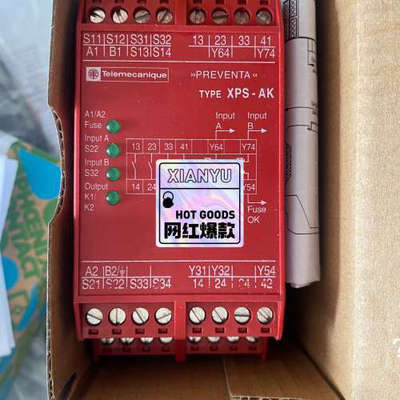 S11 S12 S31 S32 13 23 33 41
A1 B1 S13 S14 Y64 Y74
Telemecanique »PREVENTA«
TYPE XPS-AK
A1/A2
Fuse
Input A
S22
Input B
S32
Output
K1/
K2
Input
A
Input
B
13 23 33 41 Y64 Y74
14 24 Y54
Fuse
OK
XIANYU
HOT GOODS
网红爆款
A2 B2/⏚ Y31 Y32 Y54
S21 S22 S33 S34 14 24 34 42